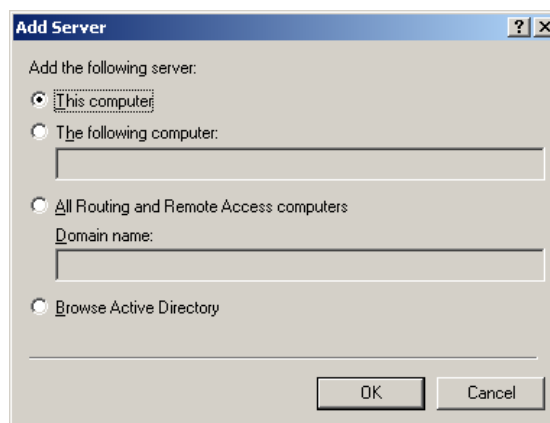 Add Server
Add the following server:
This computer
The following computer:
All Routing and Remote Access computers
Domain name:
Browse Active Directory
OK Cancel